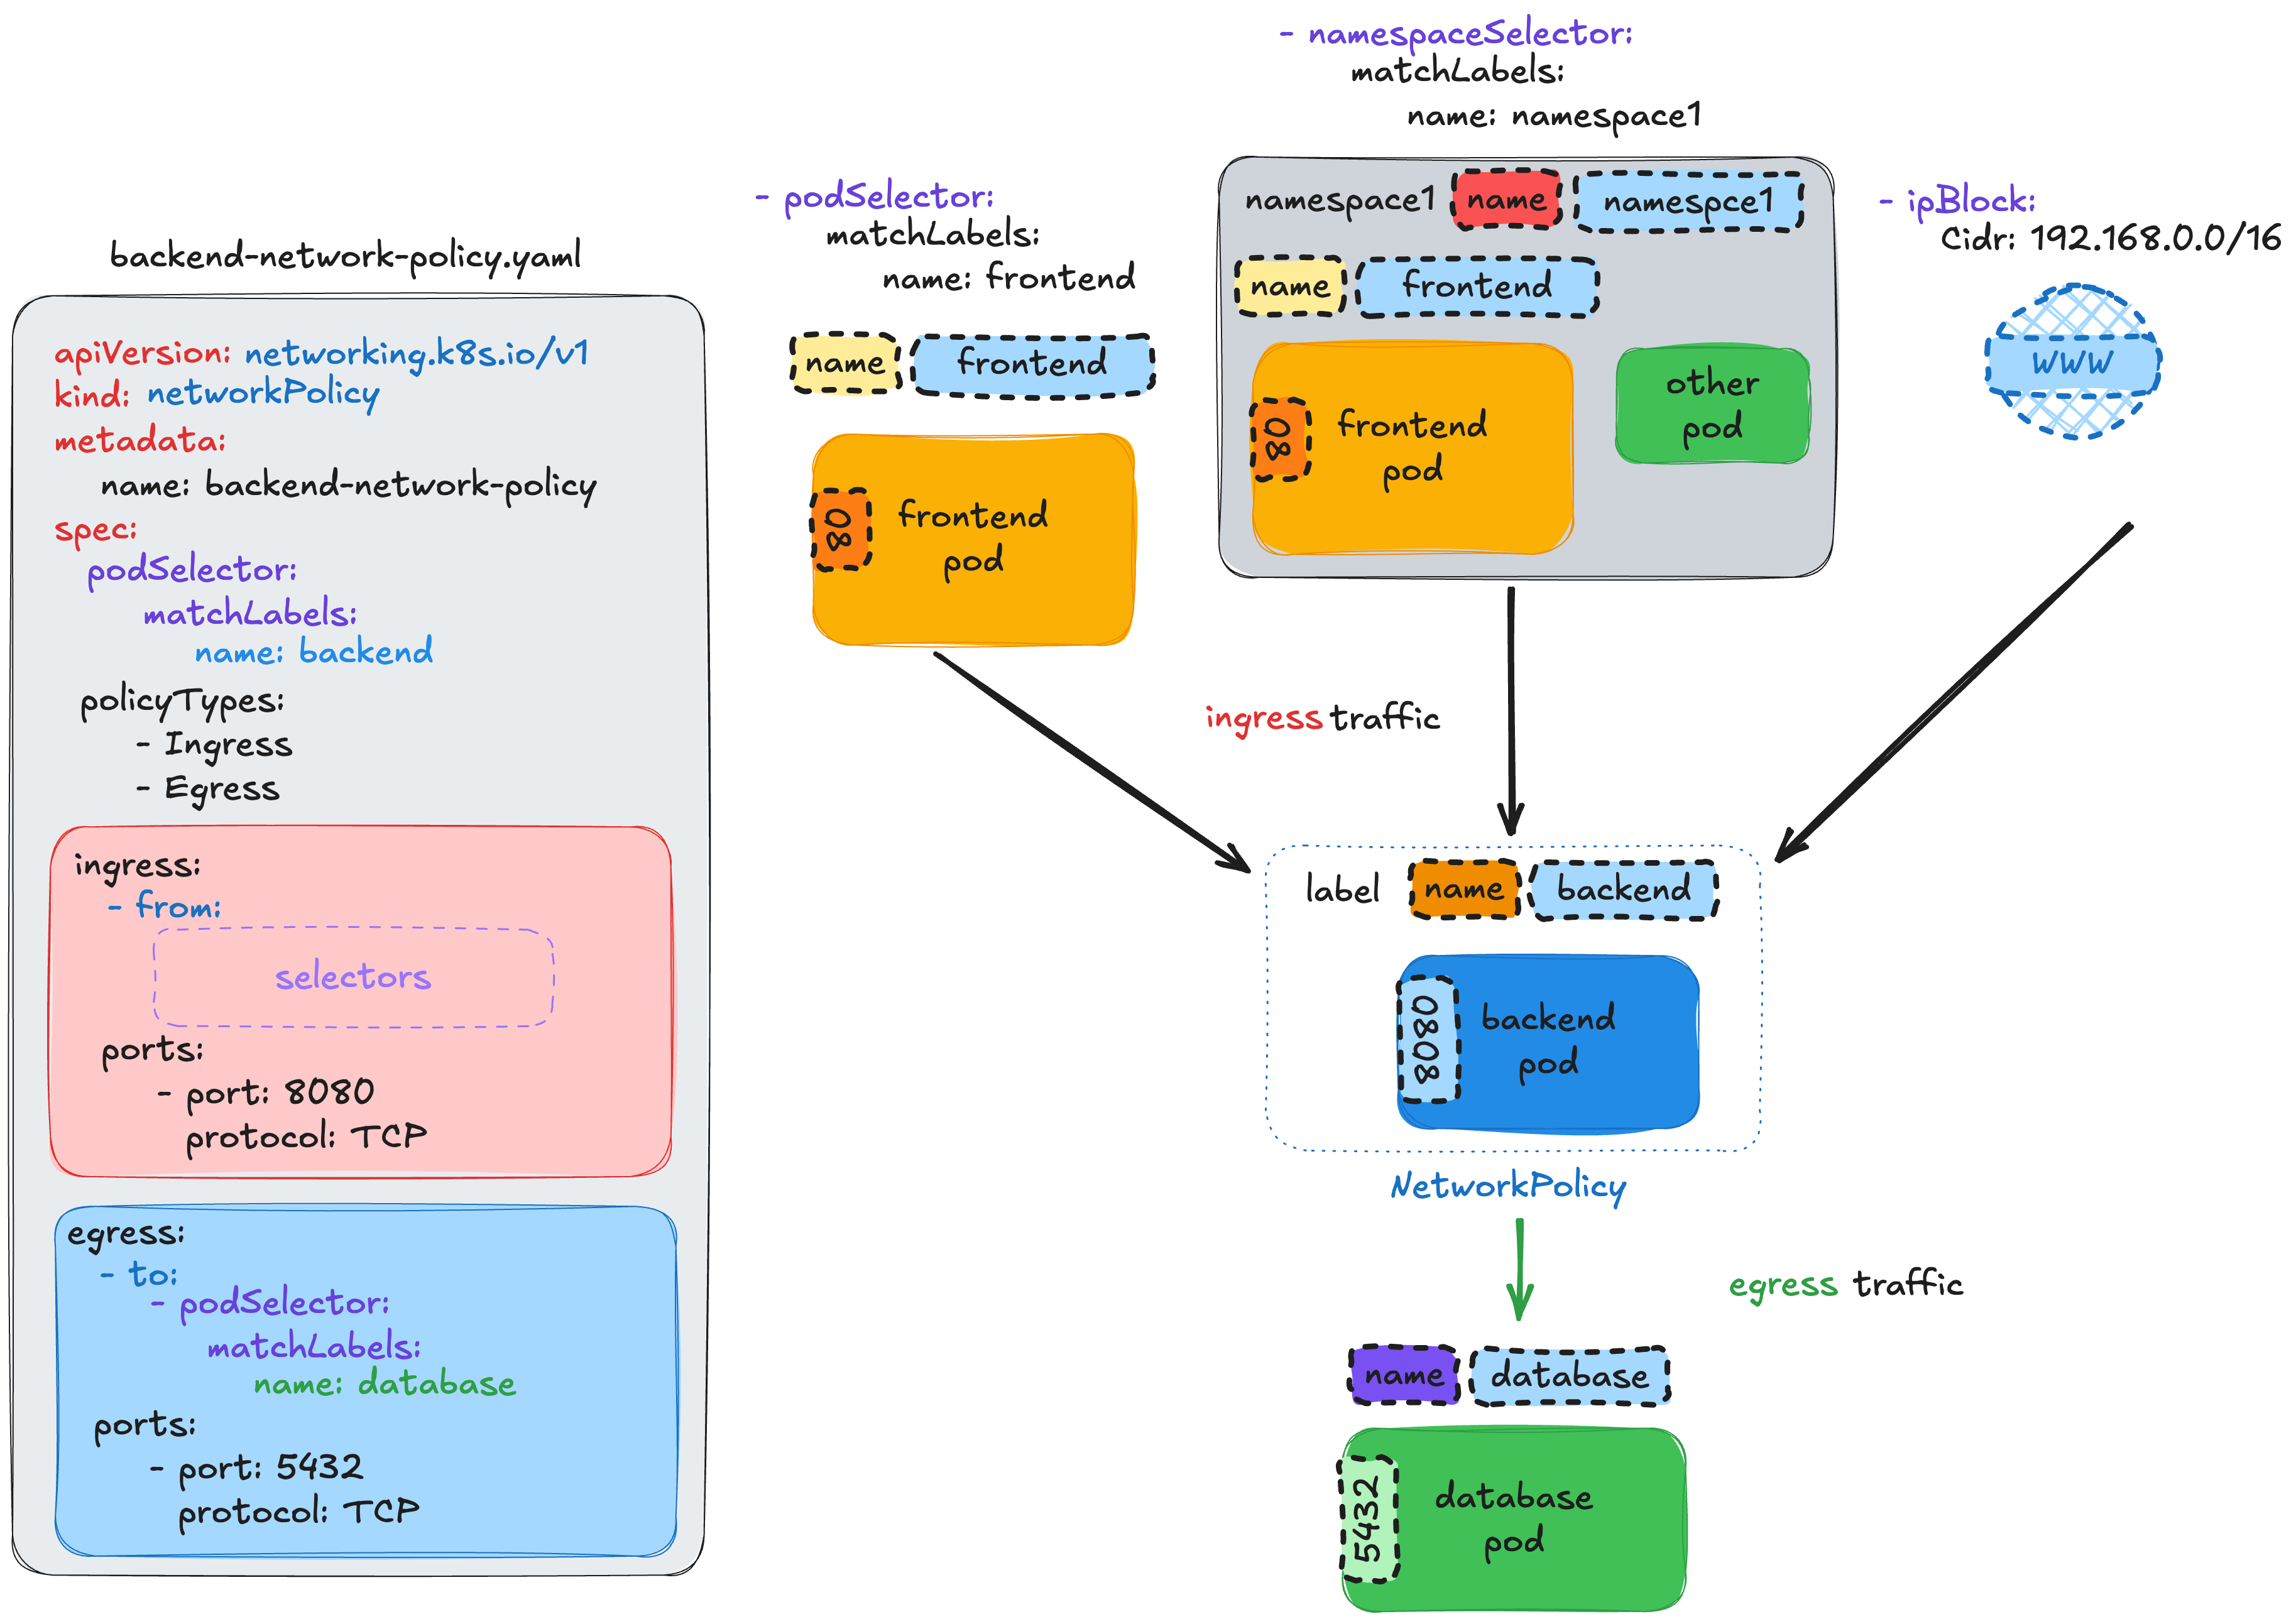 backend-network-policy.yaml
apiVersion: networking.k8s.io/v1
kind: networkPolicy
metadata:
name: backend-network-policy
spec:
podSelector:
matchLabels:
name: backend
policyTypes:
- Ingress
- Egress
ingress:
- from:
selectors
ports:
- port: 8080
protocol: TCP
egress:
- to:
- podSelector:
matchLabels:
name: database
ports:
- port: 5432
protocol: TCP
- podSelector:
matchLabels:
name: frontend
name frontend
80
frontend
pod
- namespaceSelector:
matchLabels:
name: namespace1
namespace1 name namespce1
name frontend
80
frontend
pod
other
pod
- ipBlock:
Cidr: 192.168.0.0/16
WWW
ingress traffic
label name backend
8080
backend
pod
NetworkPolicy
egress traffic
name database
5432
database
pod